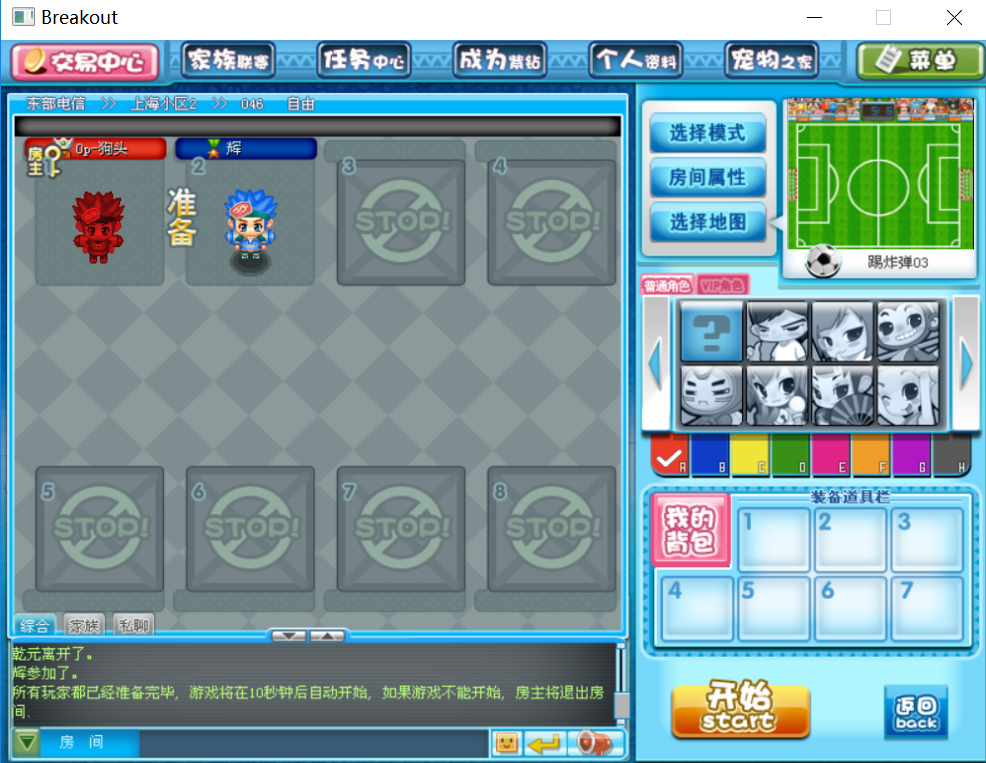 Breakout
交易中心 家族联赛 任务中心 成为紫钻 个人资料 宠物之家 菜单
东部电信 >> 上海小区2 >> 046 自由
房主 Op-狗头
2 辉
准备
3 STOP!
4 STOP!
选择模式
房间属性
选择地图
踢炸弹03
普通角色 VIP角色
?
A B C D E F G H
5 STOP!
6 STOP!
7 STOP!
8 STOP!
装备道具栏
我的背包
1 2 3
4 5 6 7
综合 家族 私聊
乾元离开了。
辉参加了。
所有玩家都已经准备完毕, 游戏将在10秒钟后自动开始, 如果游戏不能开始, 房主将退出房
间.
房 间
开始
start
返回
back